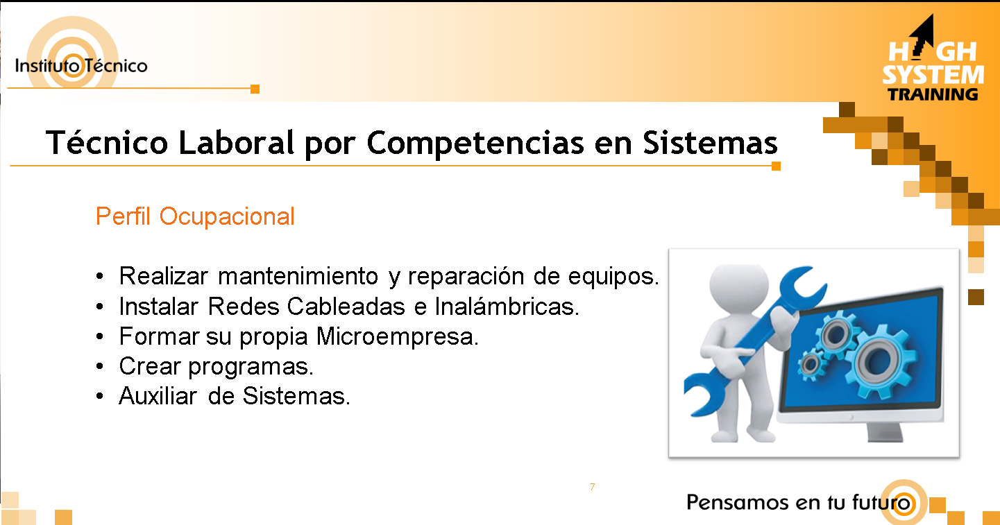 Instituto Técnico
HIGH
SYSTEM
TRAINING
Técnico Laboral por Competencias en Sistemas
Perfil Ocupacional
• Realizar mantenimiento y reparación de equipos.
• Instalar Redes Cableadas e Inalámbricas.
• Formar su propia Microempresa.
• Crear programas.
• Auxiliar de Sistemas.
7
Pensamos en tu futuro